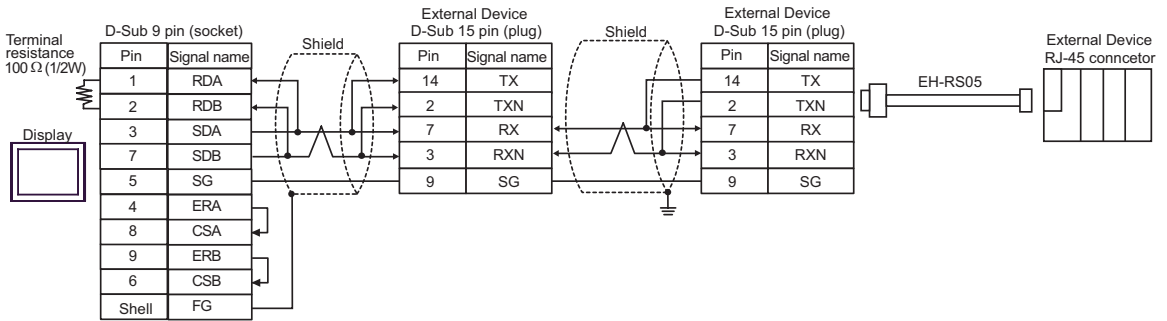 Terminal
resistance
100 Ω (1/2W)
Display
D-Sub 9 pin (socket)
Pin Signal name
1 RDA
2 RDB
3 SDA
7 SDB
5 SG
4 ERA
8 CSA
9 ERB
6 CSB
Shell FG
Shield
External Device
D-Sub 15 pin (plug)
Pin Signal name
14 TX
2 TXN
7 RX
3 RXN
9 SG
Shield
External Device
D-Sub 15 pin (plug)
Pin Signal name
14 TX
2 TXN
7 RX
3 RXN
9 SG
EH-RS05
External Device
RJ-45 conncetor